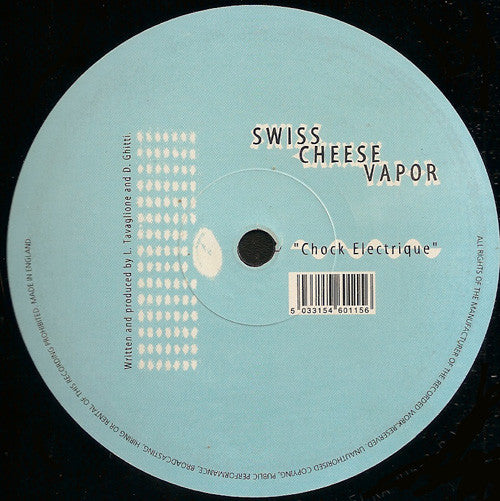 SWISS
CHEESE
VAPOR
"Chock Electrique"
5 033154 601156
Written and produced by L. Tavaglione and D. Ghitti.
ALL RIGHTS OF THE MANUFACTURER OF THE RECORDED WORK RESERVED. UNAUTHORISED COPYING, PUBLIC PERFORMANCE, BROADCASTING, HIRING OR RENTAL OF THIS RECORDING PROHIBITED. MADE IN ENGLAND.